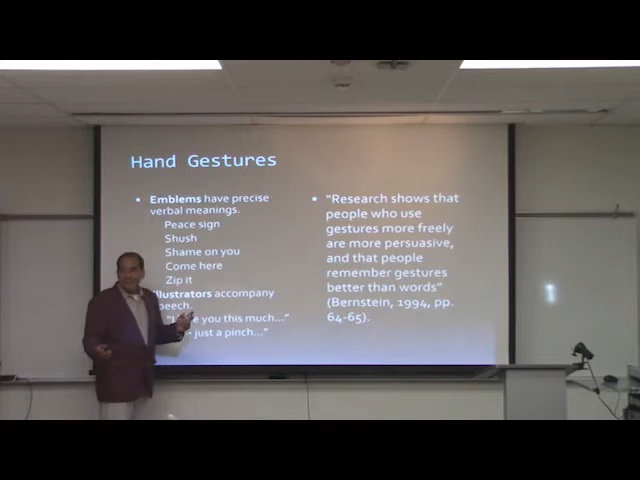 Hand Gestures
Emblems have precise
verbal meanings.
Peace sign
Shush
Shame on you
Come here
Zip it
Illustrators accompany
speech.
you this much…"
just a pinch…"
"Research shows that
people who use
gestures more freely
are more persuasive,
and that people
remember gestures
better than words"
(Bernstein, 1994, pp.
64-65).